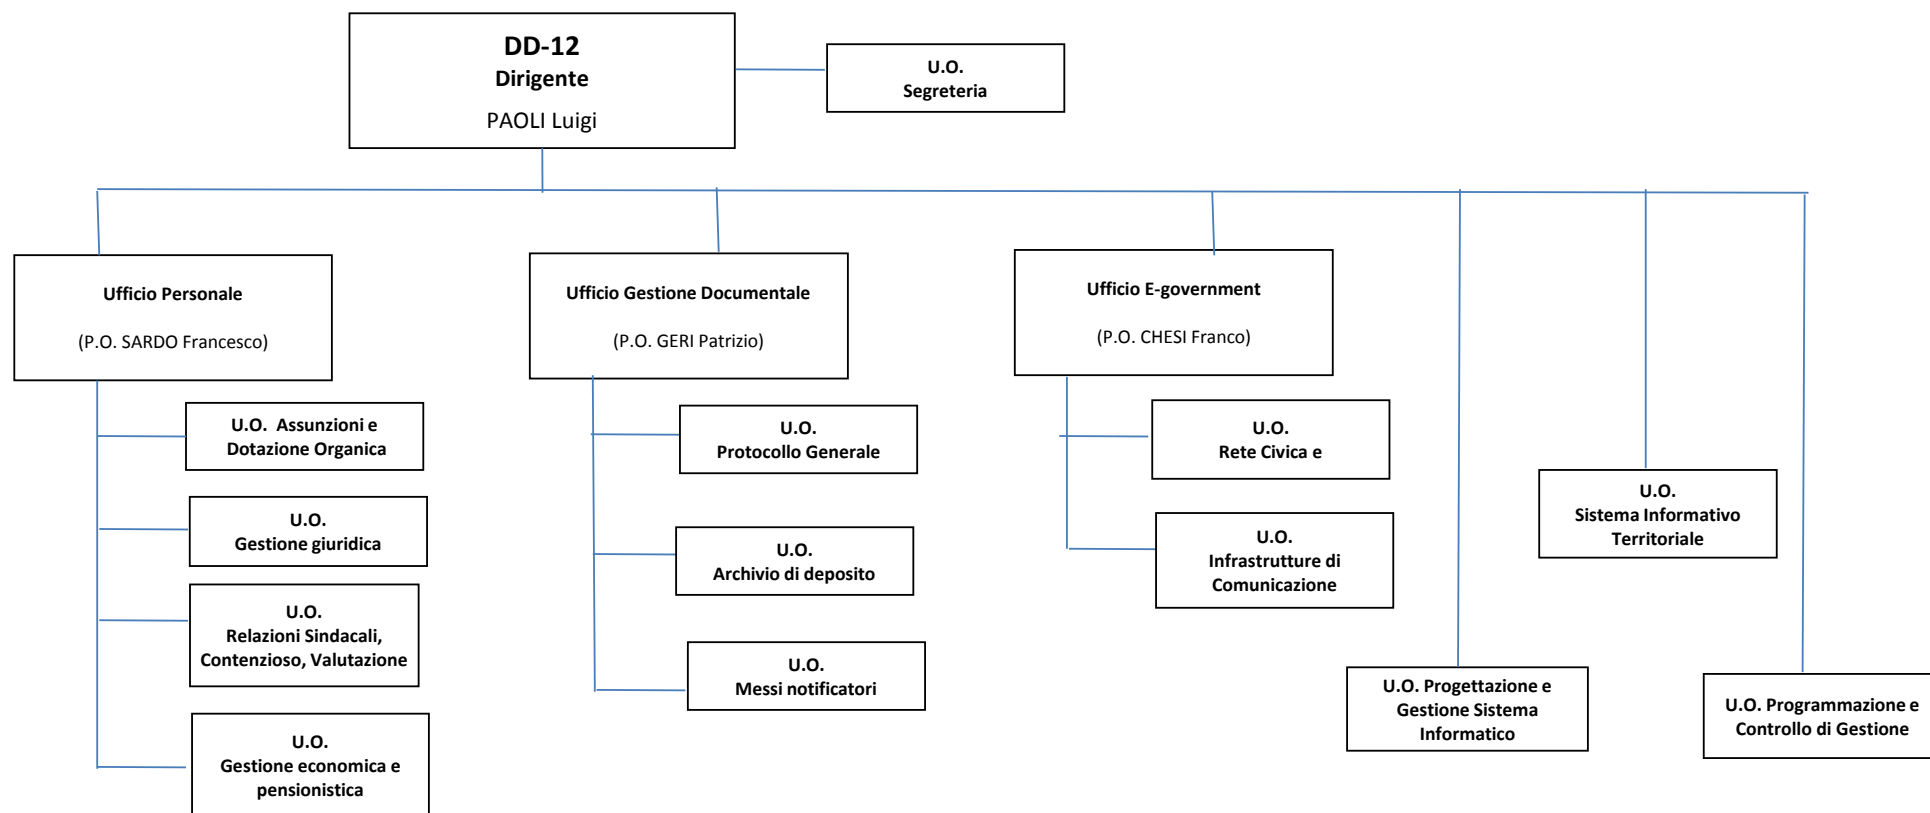 DD-12
Dirigente
PAOLI Luigi
U.O.
Segreteria
Ufficio Personale
(P.O. SARDO Francesco)
U.O. Assunzioni e
Dotazione Organica
U.O.
Gestione giuridica
U.O.
Relazioni Sindacali,
Contenzioso, Valutazione
U.O.
Gestione economica e
pensionistica
Ufficio Gestione Documentale
(P.O. GERI Patrizio)
U.O.
Protocollo Generale
U.O.
Archivio di deposito
U.O.
Messi notificatori
Ufficio E-government
(P.O. CHESI Franco)
U.O.
Rete Civica e
U.O.
Infrastrutture di
Comunicazione
U.O. Progettazione e
Gestione Sistema
Informatico
U.O.
Sistema Informativo
Territoriale
U.O. Programmazione e
Controllo di Gestione